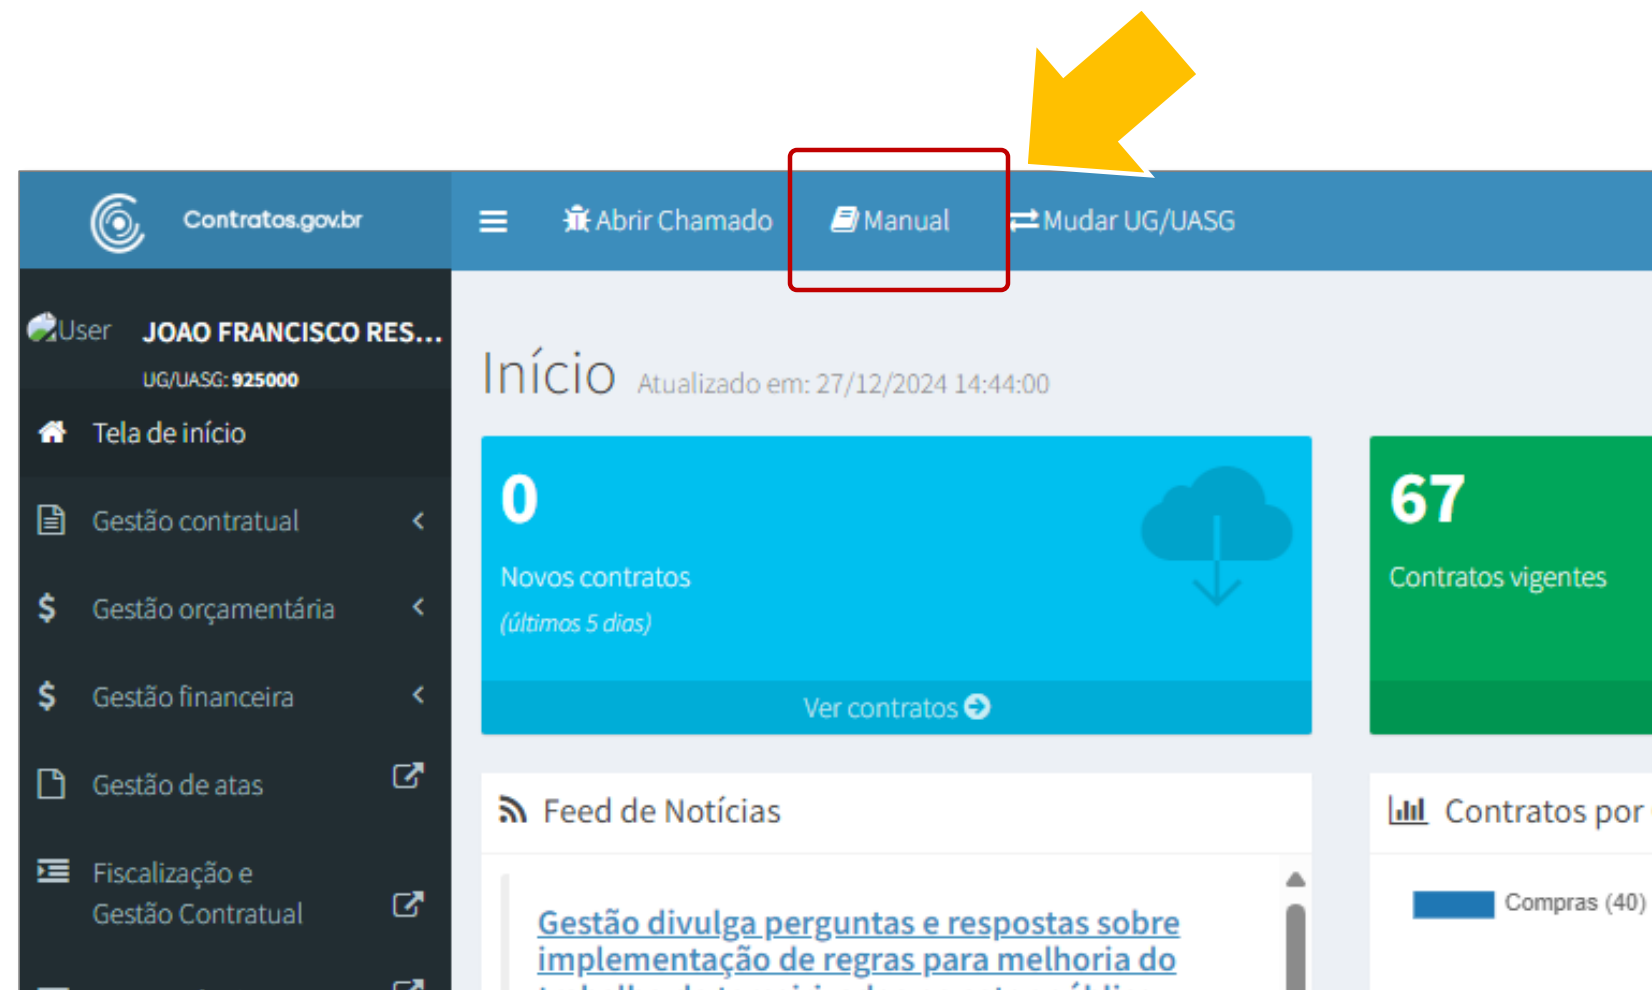 Contratos.gov.br
Abrir Chamado
Manual
Mudar UG/UASG
User
JOAO FRANCISCO RES...
UG/UASG: 925000
Início Atualizado em: 27/12/2024 14:44:00
Tela de início
Gestão contratual
Gestão orçamentária
Gestão financeira
Gestão de atas
Fiscalização e
Gestão Contratual
0
Novos contratos
(últimos 5 dias)
Ver contratos
67
Contratos vigentes
Feed de Notícias
Gestão divulga perguntas e respostas sobre
implementação de regras para melhoria do
Contratos por
Compras (40)